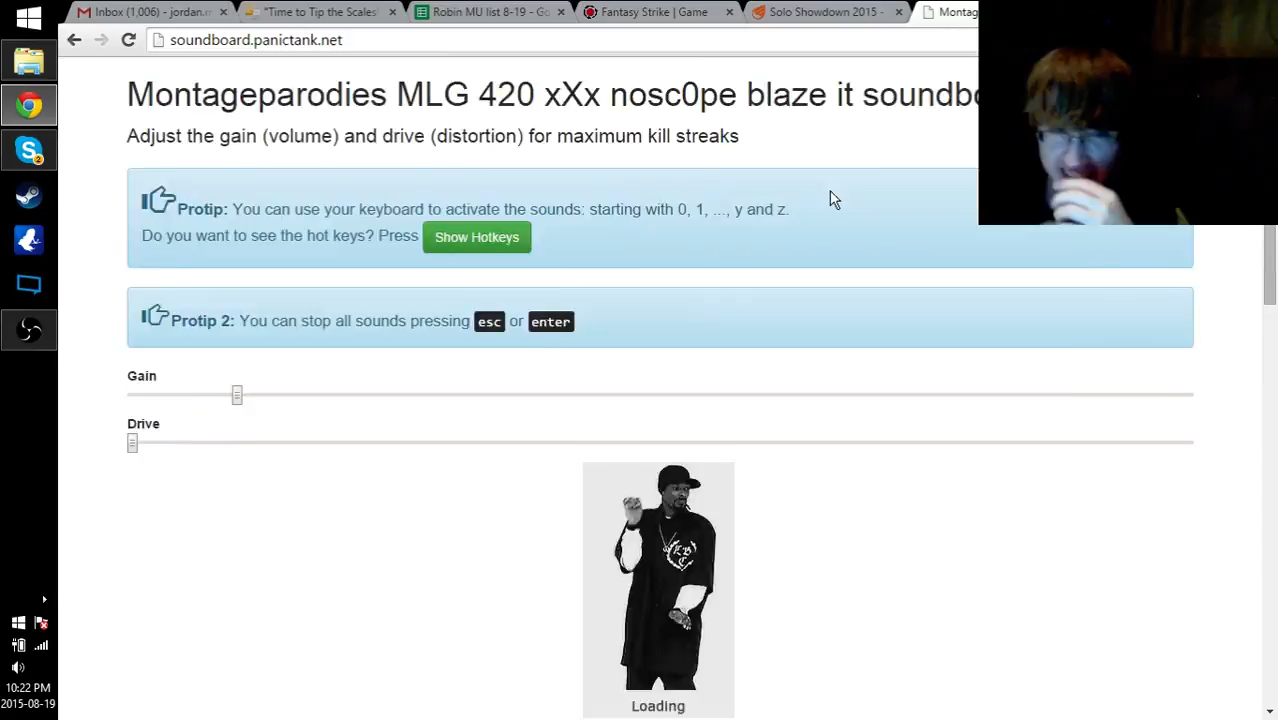 Inbox (1,006) - jordan.m
"Time to Tip the Scales!
Robin MU list 8-19 - Go
Fantasy Strike | Game
Solo Showdown 2015 -
Montag
soundboard.panictank.net
Montageparodies MLG 420 xXx nosc0pe blaze it soundbo
Adjust the gain (volume) and drive (distortion) for maximum kill streaks
Protip: You can use your keyboard to activate the sounds: starting with 0, 1, ..., y and z.
Do you want to see the hot keys? Press Show Hotkeys
Protip 2: You can stop all sounds pressing esc or enter
Gain
Drive
Loading
2
10:22 PM
2015-08-19